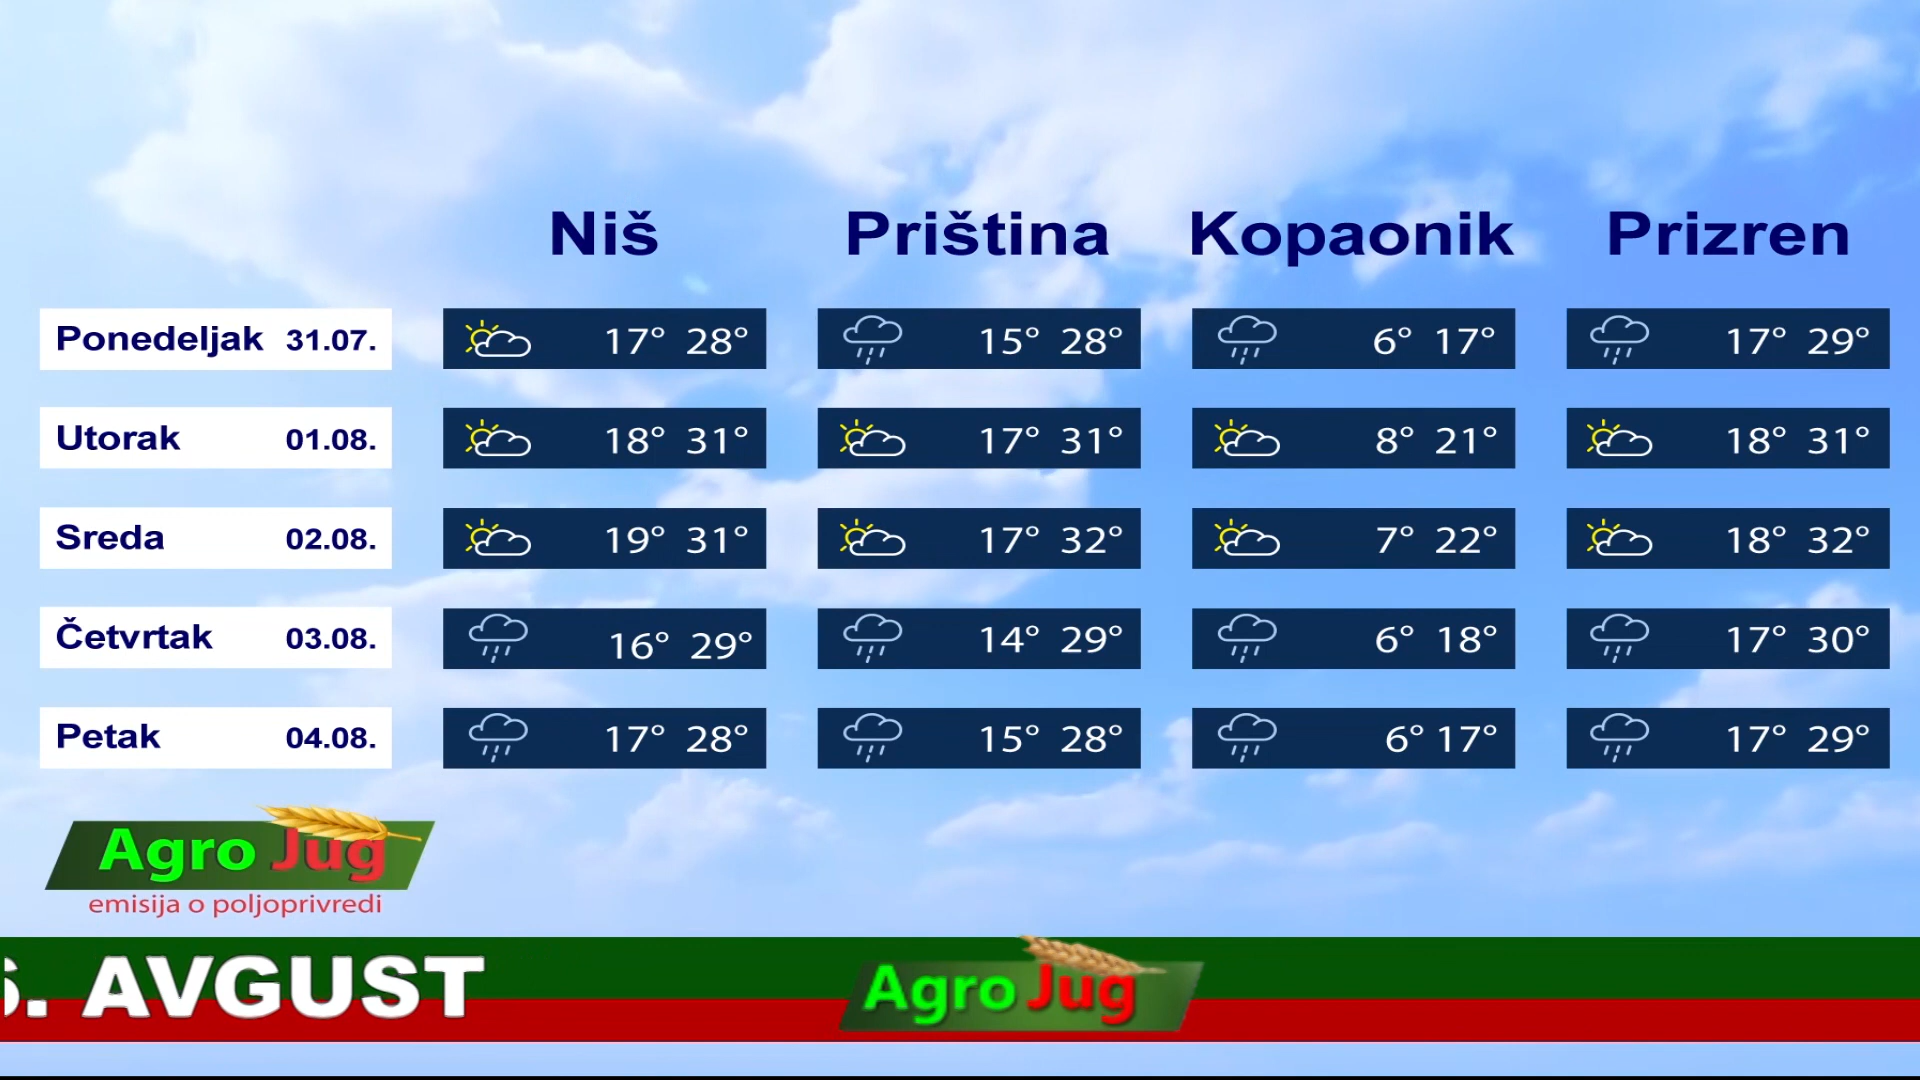 Niš Priština Kopaonik Prizren
Ponedeljak 31.07. 17° 28° 15° 28° 6° 17° 17° 29°
Utorak 01.08. 18° 31° 17° 31° 8° 21° 18° 31°
Sreda 02.08. 19° 31° 17° 32° 7° 22° 18° 32°
Četvrtak 03.08. 16° 29° 14° 29° 6° 18° 17° 30°
Petak 04.08. 17° 28° 15° 28° 6° 17° 17° 29°
Agro Jug
emisija o poljoprivredi
. AVGUST Agro Jug